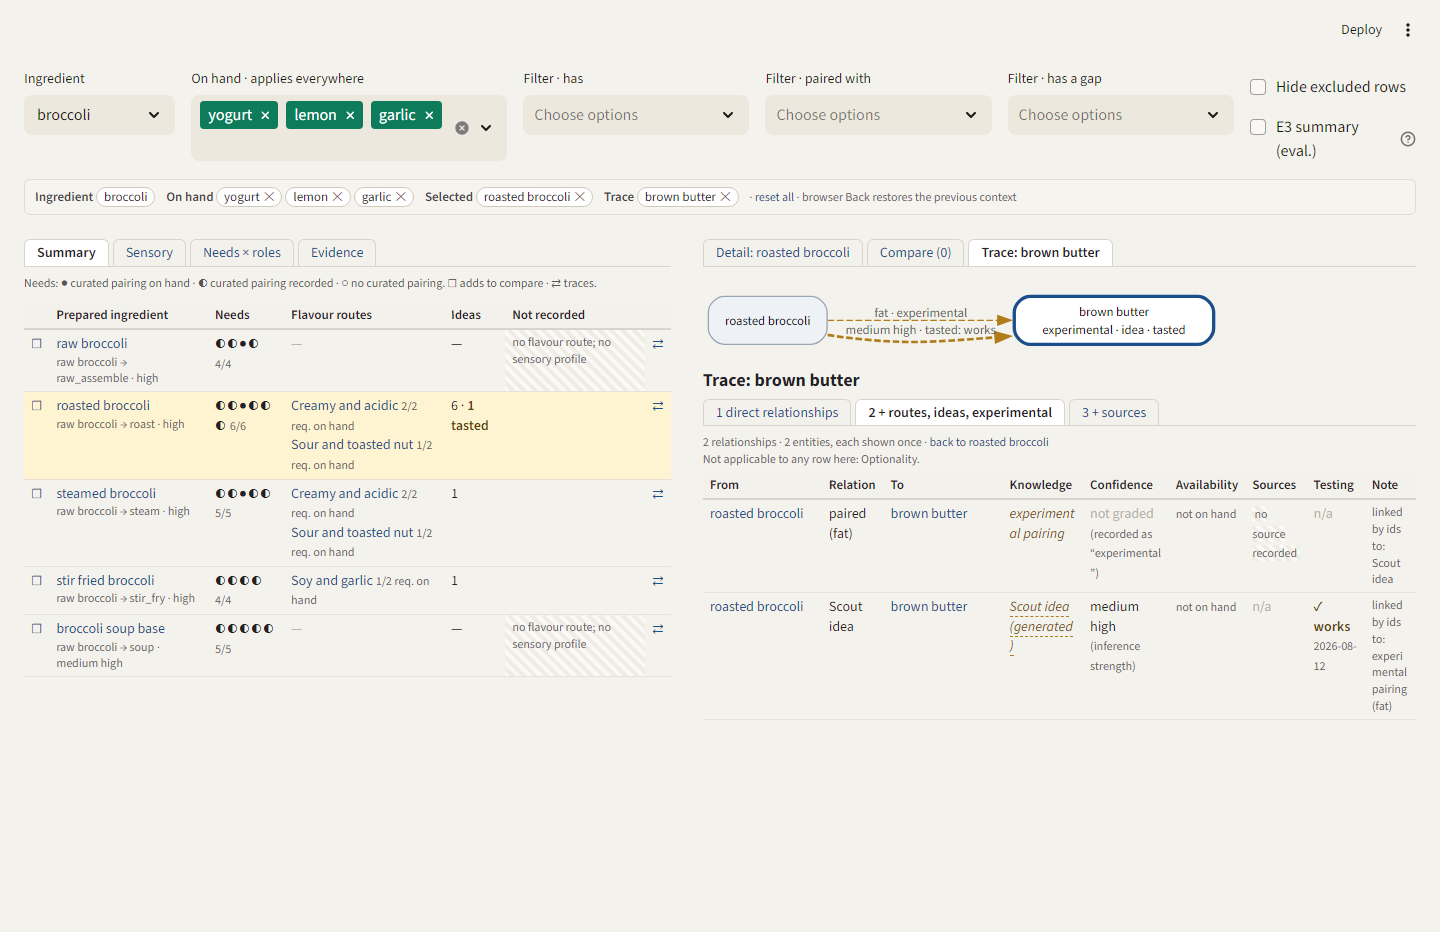 Deploy
Ingredient
On hand · applies everywhere
Filter · has
Filter · paired with
Filter · has a gap
broccoli
yogurt × lemon × garlic ×
Choose options
Choose options
Choose options
Hide excluded rows
E3 summary
(eval.)
Ingredient broccoli On hand yogurt × lemon × garlic × Selected roasted broccoli × Trace brown butter × · reset all · browser Back restores the previous context
Summary
Sensory
Needs × roles
Evidence
Needs: ● curated pairing on hand · ◐ curated pairing recorded · ○ no curated pairing. ❐ adds to compare · ⇄ traces.
Prepared ingredient Needs Flavour routes Ideas Not recorded
❐ raw broccoli ◐◐●◐ — — no flavour route; no ⇄
raw broccoli → 4/4 sensory profile
raw_assemble · high
❐ roasted broccoli ◐◐●◐◐ Creamy and acidic 2/2 6 · 1 ⇄
raw broccoli → roast · high ◐ 6/6 req. on hand tasted
Sour and toasted nut 1/2
req. on hand
❐ steamed broccoli ◐◐●◐◐ Creamy and acidic 2/2 1 ⇄
raw broccoli → steam · high 5/5 req. on hand
Sour and toasted nut 1/2
req. on hand
❐ stir fried broccoli ◐◐◐◐ Soy and garlic 1/2 req. on 1 ⇄
raw broccoli → stir_fry · high 4/4 hand
❐ broccoli soup base ◐◐◐◐◐ — — no flavour route; no ⇄
raw broccoli → soup · 5/5 sensory profile
medium high
Detail: roasted broccoli
Compare (0)
Trace: brown butter
roasted broccoli
fat · experimental
medium high · tasted: works
brown butter
experimental · idea · tasted
Trace: brown butter
1 direct relationships
2 + routes, ideas, experimental
3 + sources
2 relationships · 2 entities, each shown once · back to roasted broccoli
Not applicable to any row here: Optionality.
From Relation To Knowledge Confidence Availability Sources Testing Note
roasted broccoli paired brown butter experiment not graded not on hand no n/a linked
(fat) al pairing (recorded as source by ids
“experimental recorded to:
”) Scout
idea
roasted broccoli Scout brown butter Scout idea medium not on hand n/a ✓ linked
idea (generated high works by ids
) (inference 2026-08- to:
strength) 12 experi
mental
pairing
(fat)